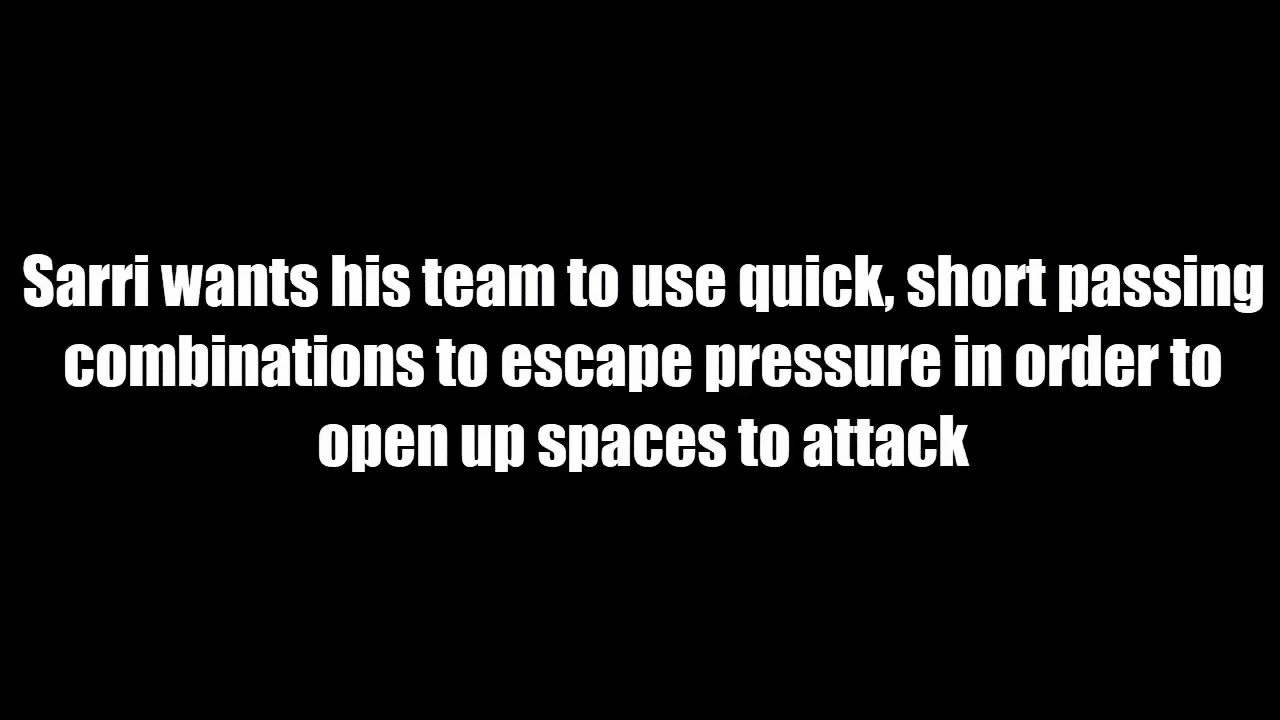 Sarri wants his team to use quick, short passing
combinations to escape pressure in order to
open up spaces to attack